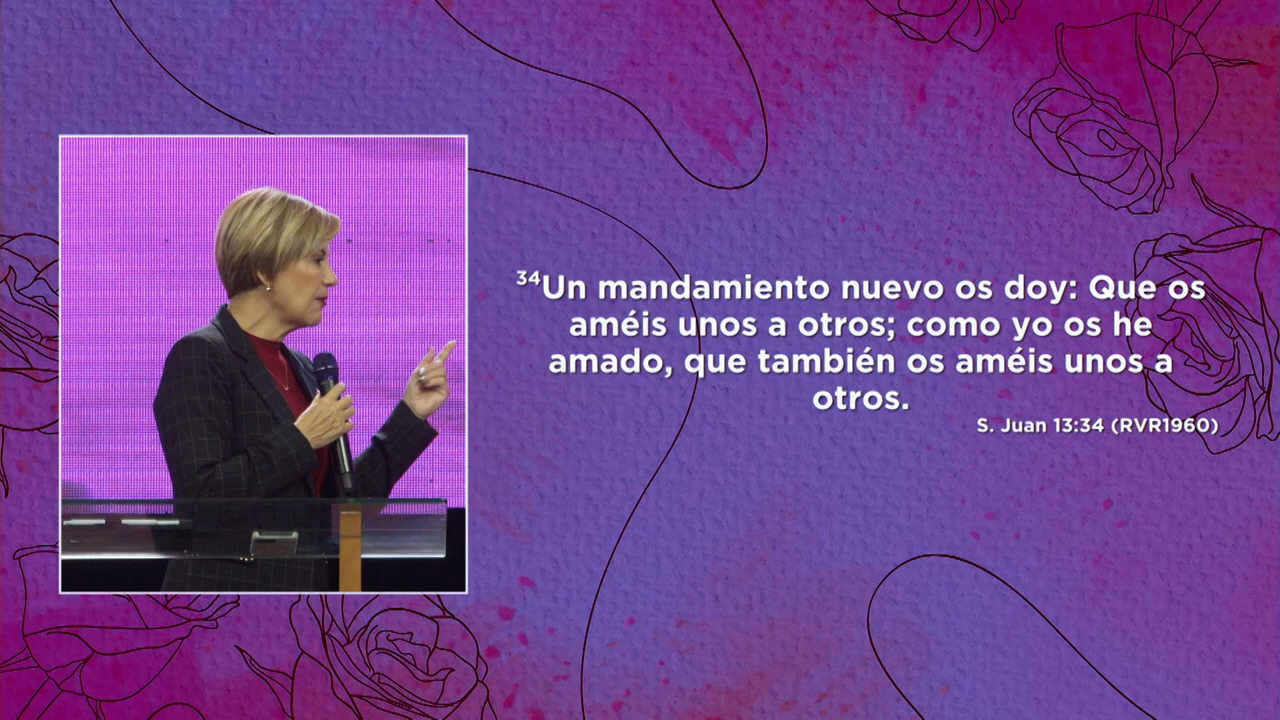 ³⁴Un mandamiento nuevo os doy: Que os
améis unos a otros; como yo os he
amado, que también os améis unos a
otros.
S. Juan 13:34 (RVR1960)